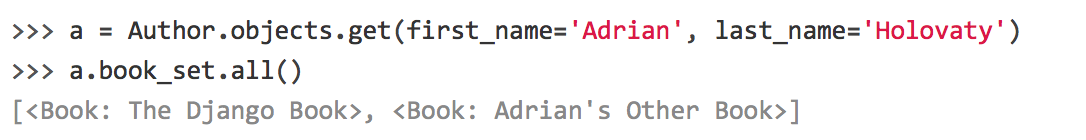 >>> a = Author.objects.get(first_name='Adrian', last_name='Holovaty')
>>> a.book_set.all()
[<Book: The Django Book>, <Book: Adrian's Other Book>]